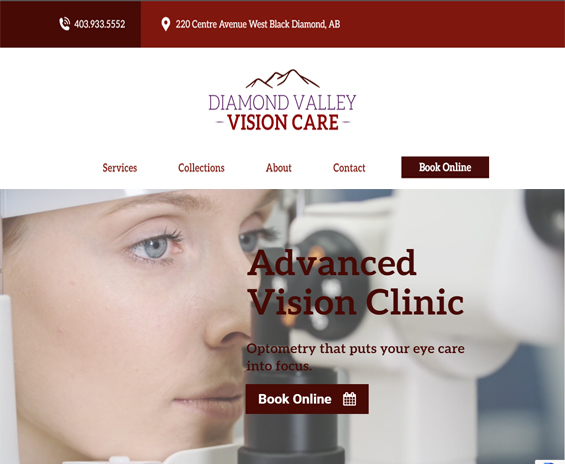 403.933.5552
220 Centre Avenue West Black Diamond, AB
DIAMOND VALLEY
- VISION CARE -
Services
Collections
About
Contact
Book Online
Advanced
Vision Clinic
Optometry that puts your eye care
into focus.
Book Online